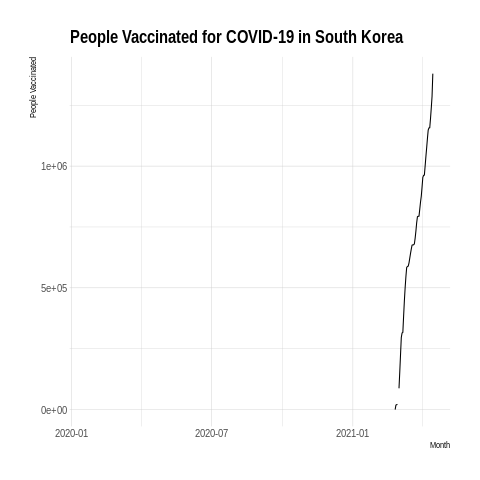 People Vaccinated for COVID-19 in South Korea
People Vaccinated
1e+06
5e+05
0e+00
2020-01 2020-07 2021-01
Month